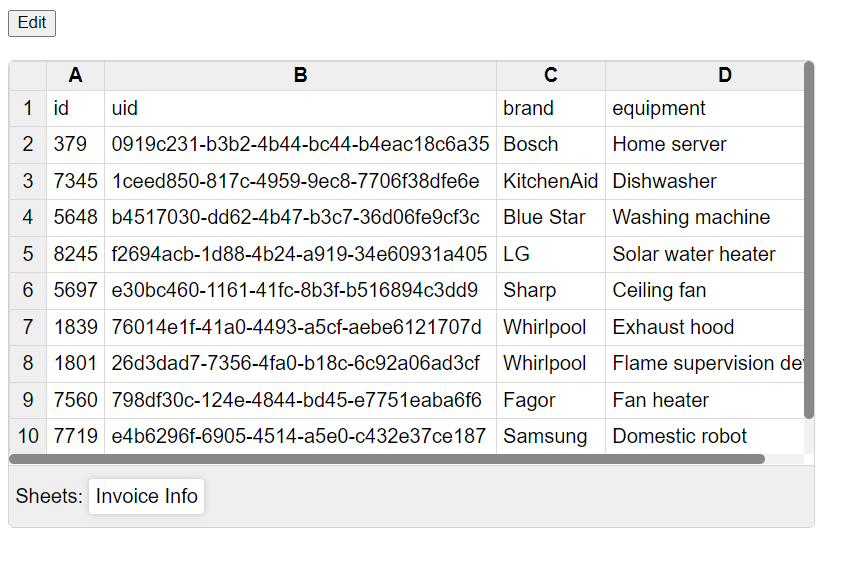 Edit
A B C D
1 id uid brand equipment
2 379 0919c231-b3b2-4b44-bc44-b4eac18c6a35 Bosch Home server
3 7345 1ceed850-817c-4959-9ec8-7706f38dfe6e KitchenAid Dishwasher
4 5648 b4517030-dd62-4b47-b3c7-36d06fe9cf3c Blue Star Washing machine
5 8245 f2694acb-1d88-4b24-a919-34e60931a405 LG Solar water heater
6 5697 e30bc460-1161-41fc-8b3f-b516894c3dd9 Sharp Ceiling fan
7 1839 76014e1f-41a0-4493-a5cf-aebe6121707d Whirlpool Exhaust hood
8 1801 26d3dad7-7356-4fa0-b18c-6c92a06ad3cf Whirlpool Flame supervision de
9 7560 798df30c-124e-4844-bd45-e7751eaba6f6 Fagor Fan heater
10 7719 e4b6296f-6905-4514-a5e0-c432e37ce187 Samsung Domestic robot
Sheets: Invoice Info